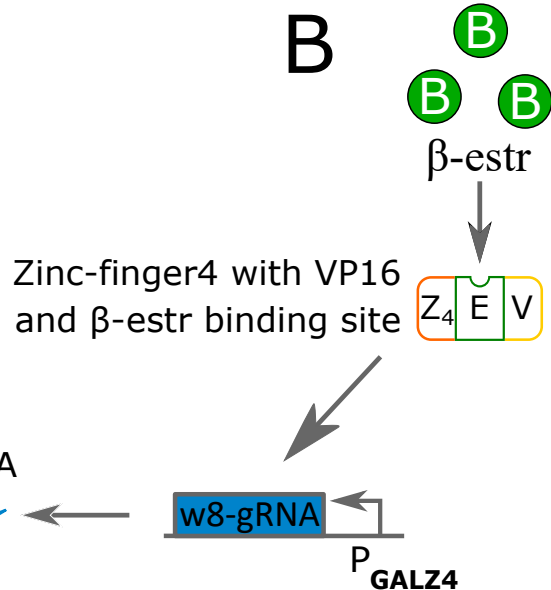 B
B
B B
β-estr
Zinc-finger4 with VP16
and β-estr binding site
Z4 E V
A
w8-gRNA
PGALZ4